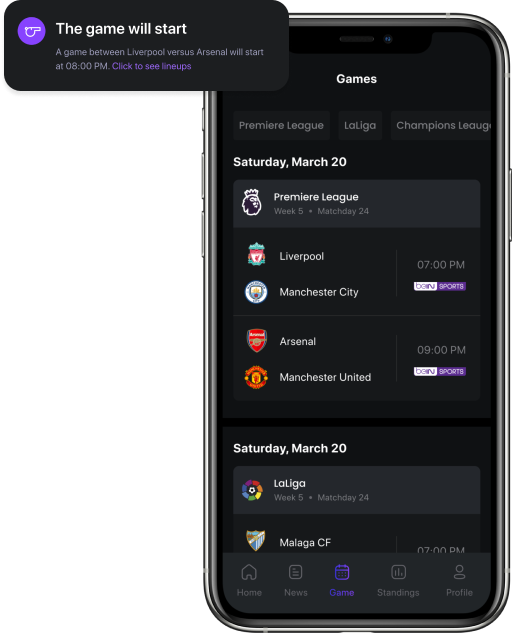 The game will start
A game between Liverpool versus Arsenal will start
at 08:00 PM. Click to see lineups
Games
Premiere League LaLiga Champions Leaug
Saturday, March 20
Premiere League
Week 5 • Matchday 24
Liverpool
07:00 PM
beIN SPORTS
Manchester City
Arsenal
09:00 PM
beIN SPORTS
Manchester United
Saturday, March 20
LaLiga
Week 5 • Matchday 24
Malaga CF
07:00 PM
Home News Game Standings Profile